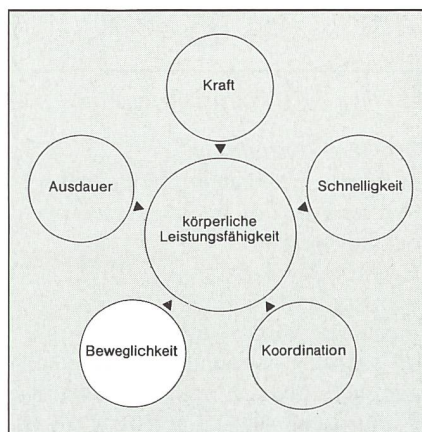 Kraft
Ausdauer
Schnelligkeit
körperliche
Leistungsfähigkeit
Beweglichkeit
Koordination